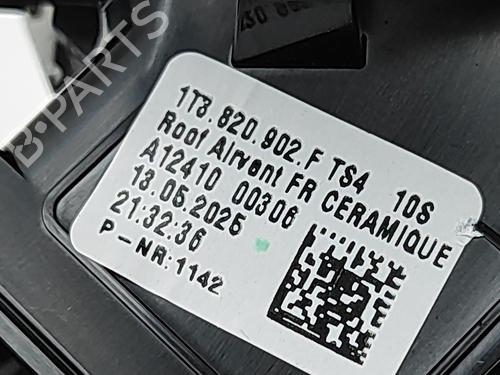 1T3.820.902.F TS4 10S
Roof Airvent FR CERAMIQUE
A12410 00306
13.05.2025
21:32:36
P-NR:1142
B-PARTS